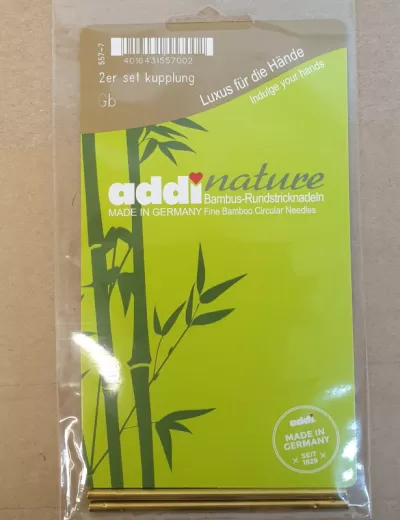 557-7
4016431557002
2er set kupplung
Gb
Luxus für die Hände
Indulge your hands
addi nature
Bambus-Rundstricknadeln
MADE IN GERMANY Fine Bamboo Circular Needles
addi
MADE IN
GERMANY
SEIT
1829